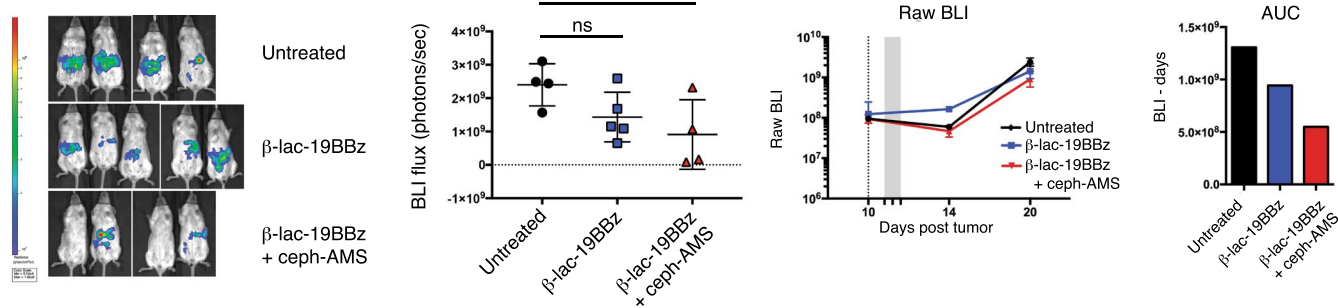 Untreated
β-lac-19BBz
β-lac-19BBz
+ ceph-AMS
ns
BLI flux (photons/sec)
4×10⁹
3×10⁹
2×10⁹
1×10⁹
0
-1×10⁹
Untreated
β-lac-19BBz
β-lac-19BBz
+ ceph-AMS
Raw BLI
Raw BLI
10¹⁰
10⁹
10⁸
10⁷
10⁶
10
14
20
Days post tumor
Untreated
β-lac-19BBz
β-lac-19BBz
+ ceph-AMS
AUC
BLI - days
1.5×10⁹
1.0×10⁹
5.0×10⁸
0.0
Untreated
β-lac-19BBz
β-lac-19BBz
+ ceph-AMS